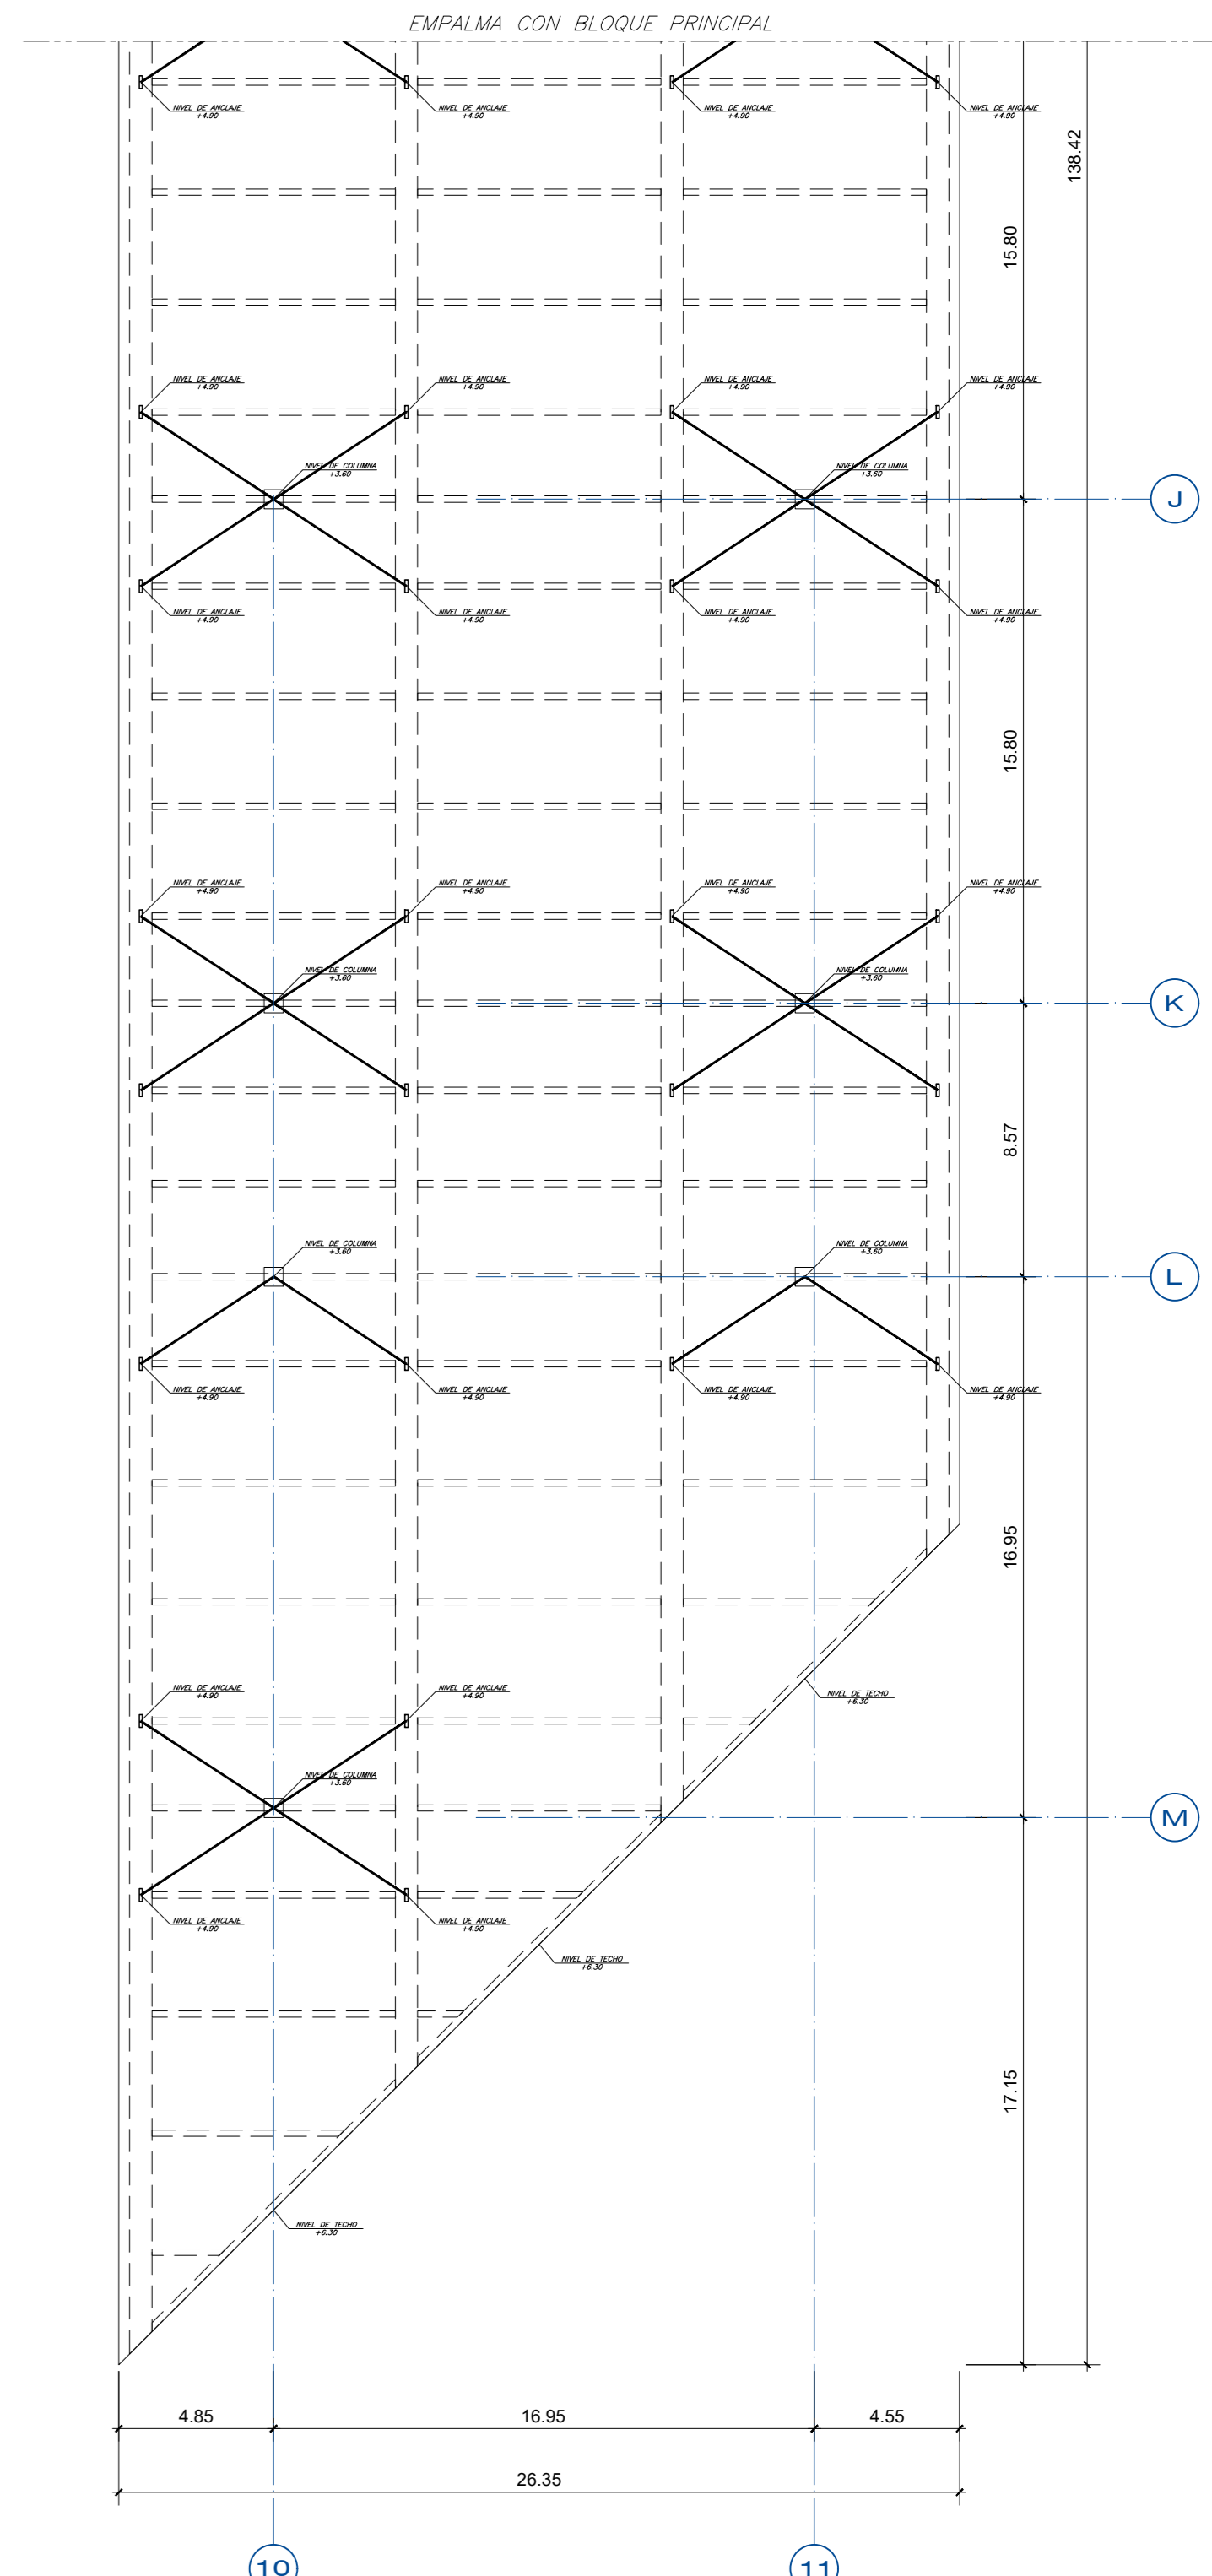 EMPALMA CON BLOQUE PRINCIPAL
NIVEL DE ANCLAJE
+4.90
NIVEL DE ANCLAJE
+4.90
NIVEL DE ANCLAJE
+4.90
NIVEL DE ANCLAJE
+4.90
138.42
15.80
NIVEL DE ANCLAJE
+4.90
NIVEL DE ANCLAJE
+4.90
NIVEL DE ANCLAJE
+4.90
NIVEL DE ANCLAJE
+4.90
NIVEL DE COLUMNA
+3.60
NIVEL DE COLUMNA
+3.60
J
NIVEL DE ANCLAJE
+4.90
NIVEL DE ANCLAJE
+4.90
NIVEL DE ANCLAJE
+4.90
NIVEL DE ANCLAJE
+4.90
15.80
NIVEL DE ANCLAJE
+4.90
NIVEL DE ANCLAJE
+4.90
NIVEL DE ANCLAJE
+4.90
NIVEL DE ANCLAJE
+4.90
NIVEL DE COLUMNA
+3.60
NIVEL DE COLUMNA
+3.60
K
8.57
NIVEL DE COLUMNA
+3.60
NIVEL DE COLUMNA
+3.60
L
NIVEL DE ANCLAJE
+4.90
NIVEL DE ANCLAJE
+4.90
NIVEL DE ANCLAJE
+4.90
NIVEL DE ANCLAJE
+4.90
16.95
NIVEL DE ANCLAJE
+4.90
NIVEL DE ANCLAJE
+4.90
NIVEL DE TECHO
+6.30
NIVEL DE COLUMNA
+3.60
M
NIVEL DE ANCLAJE
+4.90
NIVEL DE ANCLAJE
+4.90
NIVEL DE TECHO
+6.30
17.15
NIVEL DE TECHO
+6.30
4.85
16.95
4.55
26.35
10
11